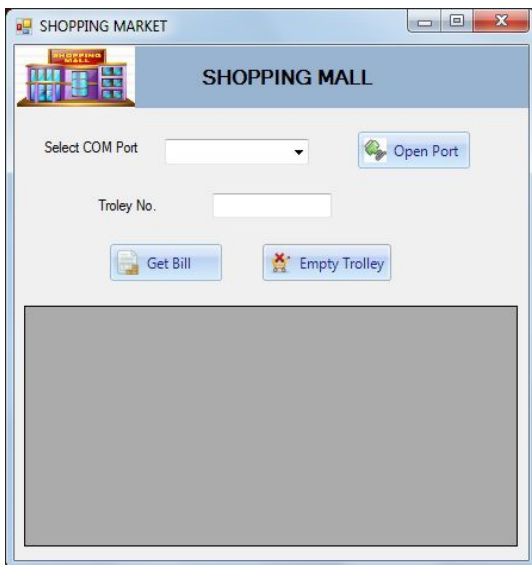 SHOPPING MARKET
SHOPPING
MALL
SHOPPING MALL
Select COM Port
Open Port
Troley No.
Get Bill
Empty Trolley